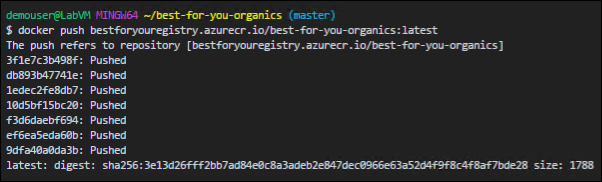 demouser@LabVM MINGW64 ~/best-for-you-organics (master)
$ docker push bestforyouregistry.azurecr.io/best-for-you-organics:latest
The push refers to repository [bestforyouregistry.azurecr.io/best-for-you-organics]
3f1e7c3b498f: Pushed
db893b47741e: Pushed
1edec2fe8db7: Pushed
10d5bf15bc20: Pushed
f3d6daebf694: Pushed
ef6ea5eda60b: Pushed
9dfa40a0da3b: Pushed
latest: digest: sha256:3e13d26fff2bb7ad84e0c8a3adeb2e847dec0966e63a52d4f9f8c4f8af7bde28 size: 1788